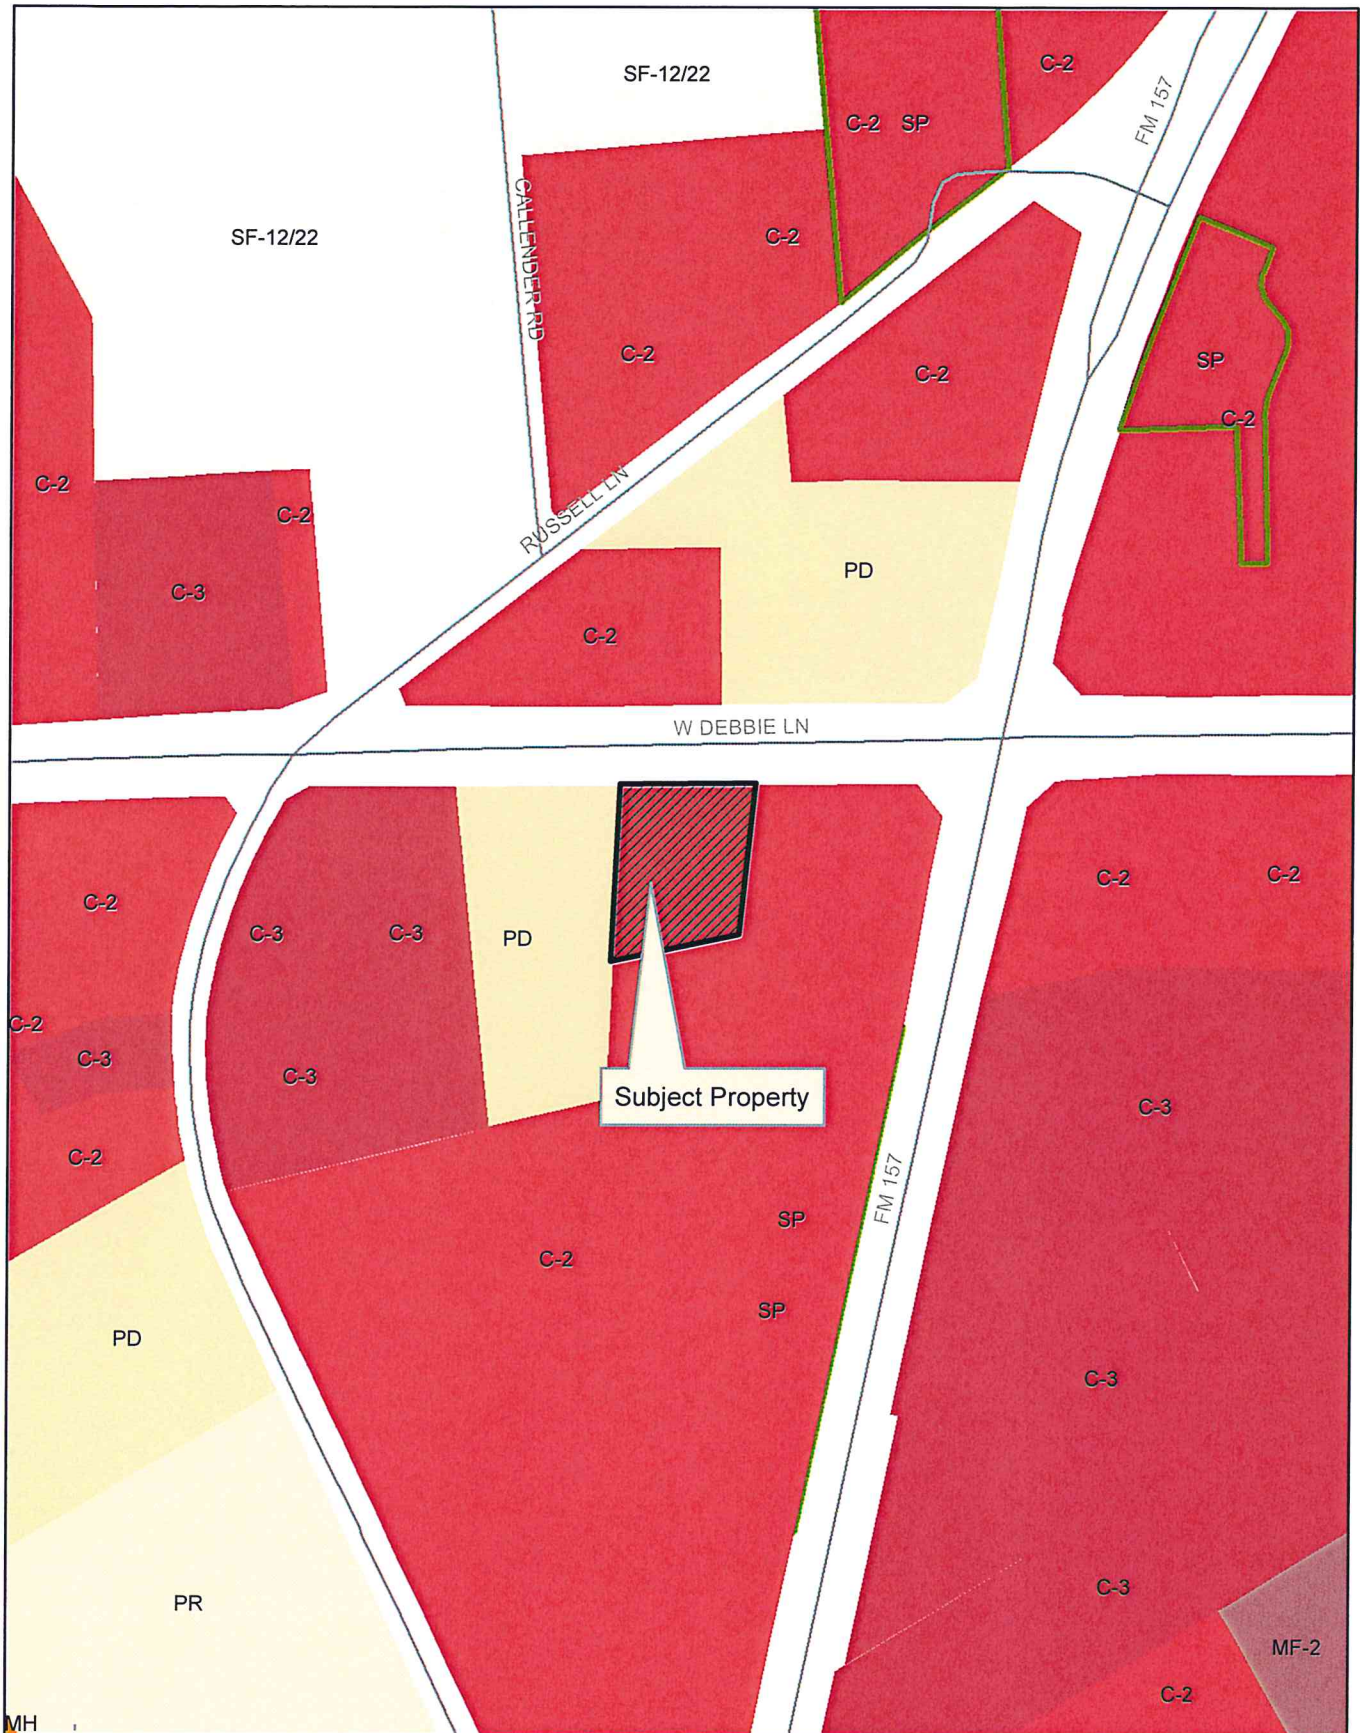 SF-12/22
C-2
C-2 SP
FM 157
SF-12/22
CALLENDER RD
C-2
C-2
C-2
SP
C-2
C-2
C-2
RUSSELL LN
C-3
PD
C-2
W DEBBIE LN
C-2
C-2
C-2
C-3
C-3
PD
C-2
C-3
C-3
Subject Property
C-3
C-2
FM 157
SP
C-2
SP
PD
C-3
C-3
PR
MF-2
C-2
MH